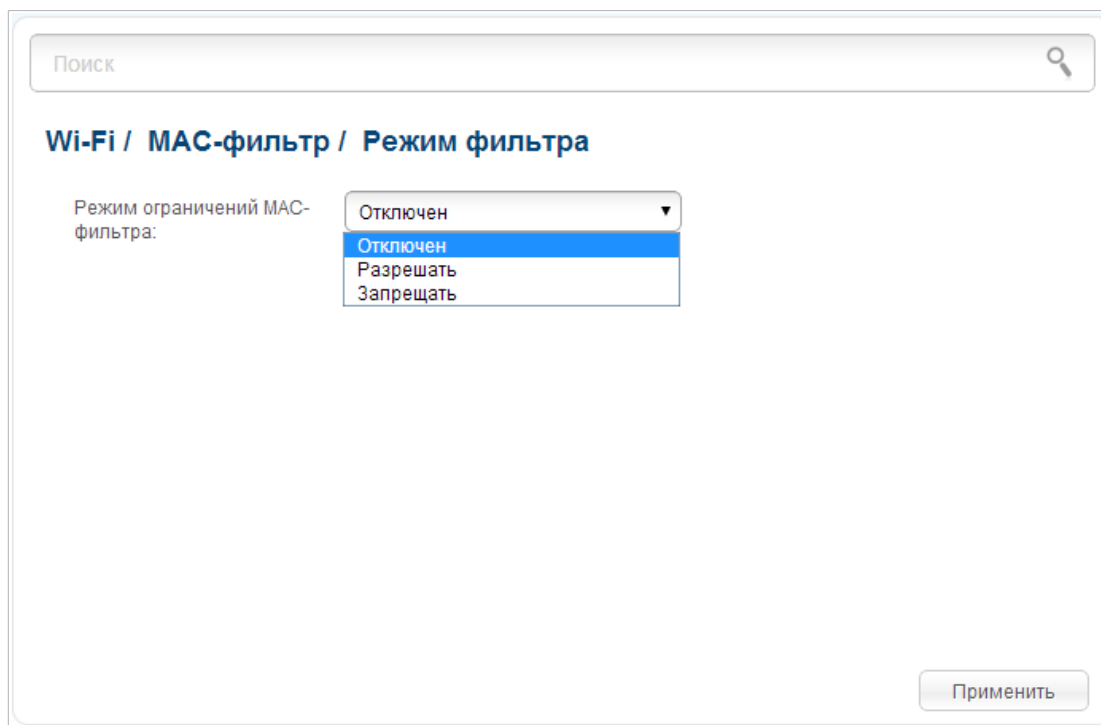 Поиск
Wi-Fi / MAC-фильтр / Режим фильтра
Режим ограничений MAC-
фильтра:
Отключен
Отключен
Разрешать
Запрещать
Применить